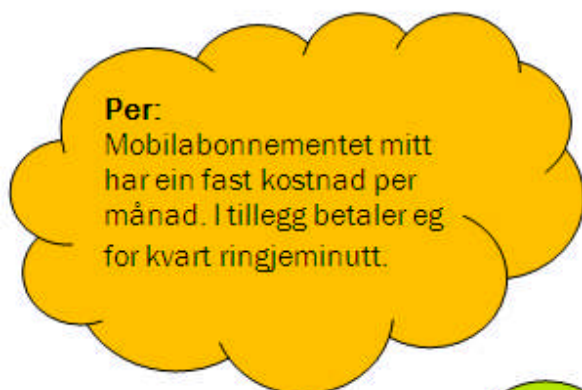 Per:
Mobilabonnementet mitt
har ein fast kostnad per
månad. I tillegg betaler eg
for kvart ringjeminutt.